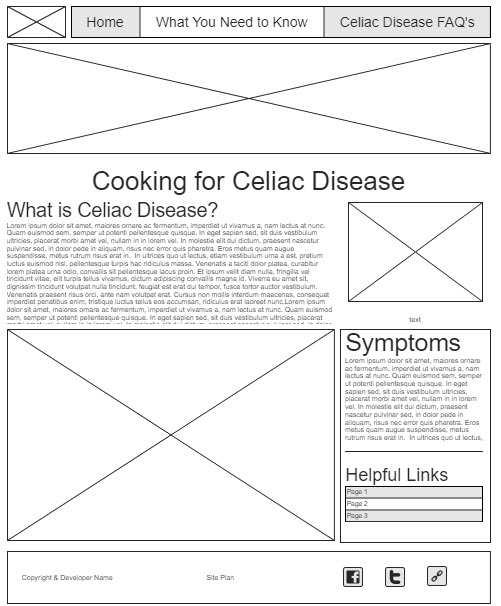 Home
What You Need to Know
Celiac Disease FAQ's
Cooking for Celiac Disease
What is Celiac Disease?
Lorem ipsum dolor sit amet, maiores ornare ac fermentum, imperdiet ut vivamus a, nam lectus at nunc.
Quam euismod sem, semper ut potenti pellentesque quisque. In eget sapien sed, sit duis vestibulum
ultricies, placerat morbi amet vel, nullam in in lorem vel. In molestie elit dui dictum, praesent nascetur
pulvinar sed, in dolor pede in aliquam, risus nec error quis pharetra. Eros metus quam augue
suspendisse, metus rutrum risus erat in. In ultrices quo ut lectus, etiam vestibulum urna a est, pretium
luctus euismod nisl, pellentesque turpis hac ridiculus massa. Venenatis a taciti dolor platea, curabitur
lorem platea urna odio, convallis sit pellentesque lacus proin. Et ipsum velit diam nulla, fringilla vel
tincidunt vitae, elit turpis tellus vivamus, dictum adipiscing convallis magna id. Viverra eu amet sit,
dignissim tincidunt volutpat nulla tincidunt, feugiat est erat dui tempor, fusce tortor auctor vestibulum.
Venenatis praesent risus orci, ante nam volutpat erat. Cursus non mollis interdum maecenas, consequat
imperdiet penatibus enim, tristique luctus tellus eos accumsan, ridiculus erat laoreet nunc. Lorem ipsum
dolor sit amet, maiores ornare ac fermentum, imperdiet ut vivamus a, nam lectus at nunc. Quam euismod
sem, semper ut potenti pellentesque quisque. In eget sapien sed, sit duis vestibulum ultricies, placerat
text
Symptoms
Lorem ipsum dolor sit amet, maiores ornare
ac fermentum, imperdiet ut vivamus a, nam
lectus at nunc. Quam euismod sem, semper
ut potenti pellentesque quisque. In eget
sapien sed, sit duis vestibulum ultricies,
placerat morbi amet vel, nullam in in lorem
vel. In molestie elit dui dictum, praesent
nascetur pulvinar sed, in dolor pede in
aliquam, risus nec error quis pharetra. Eros
metus quam augue suspendisse, metus
rutrum risus erat in. In ultrices quo ut lectus,
Helpful Links
Page 1
Page 2
Page 3
Copyright & Developer Name
Site Plan